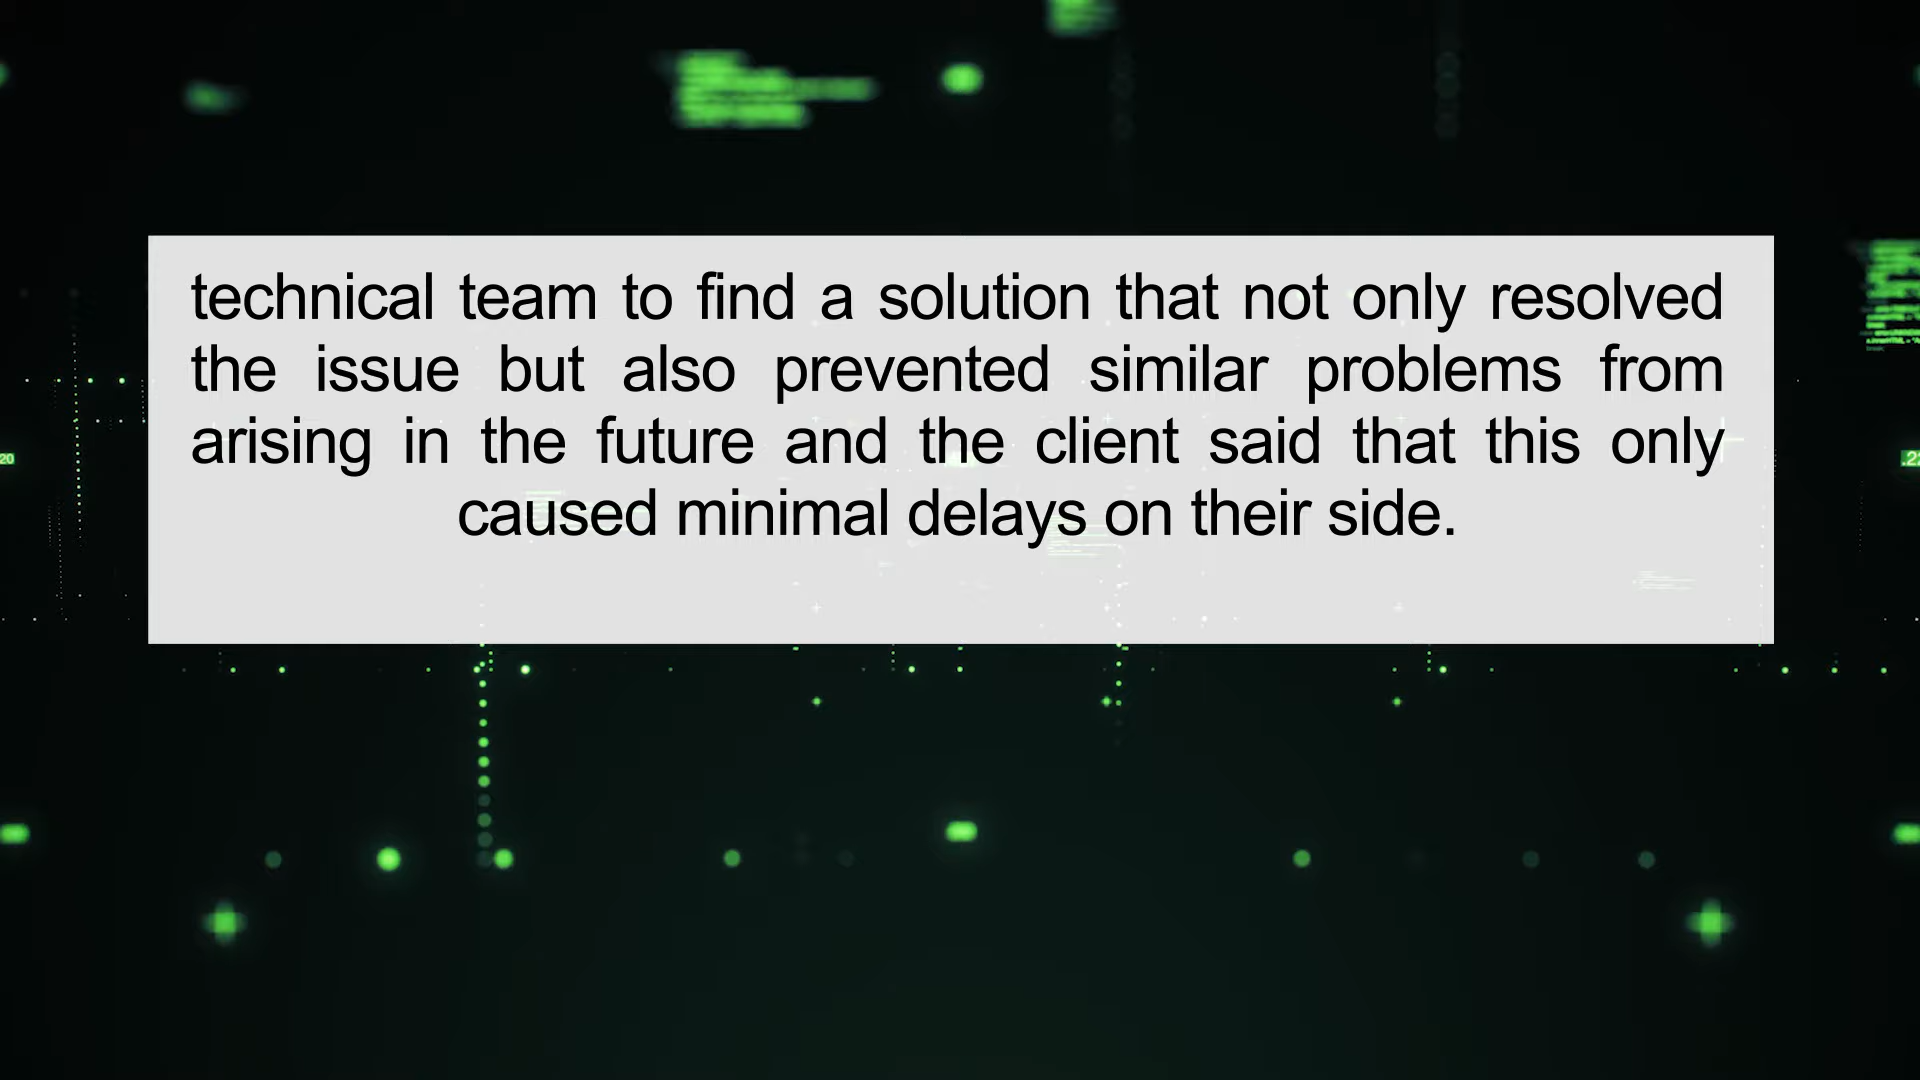 technical team to find a solution that not only resolved
the issue but also prevented similar problems from
arising in the future and the client said that this only
caused minimal delays on their side.
20